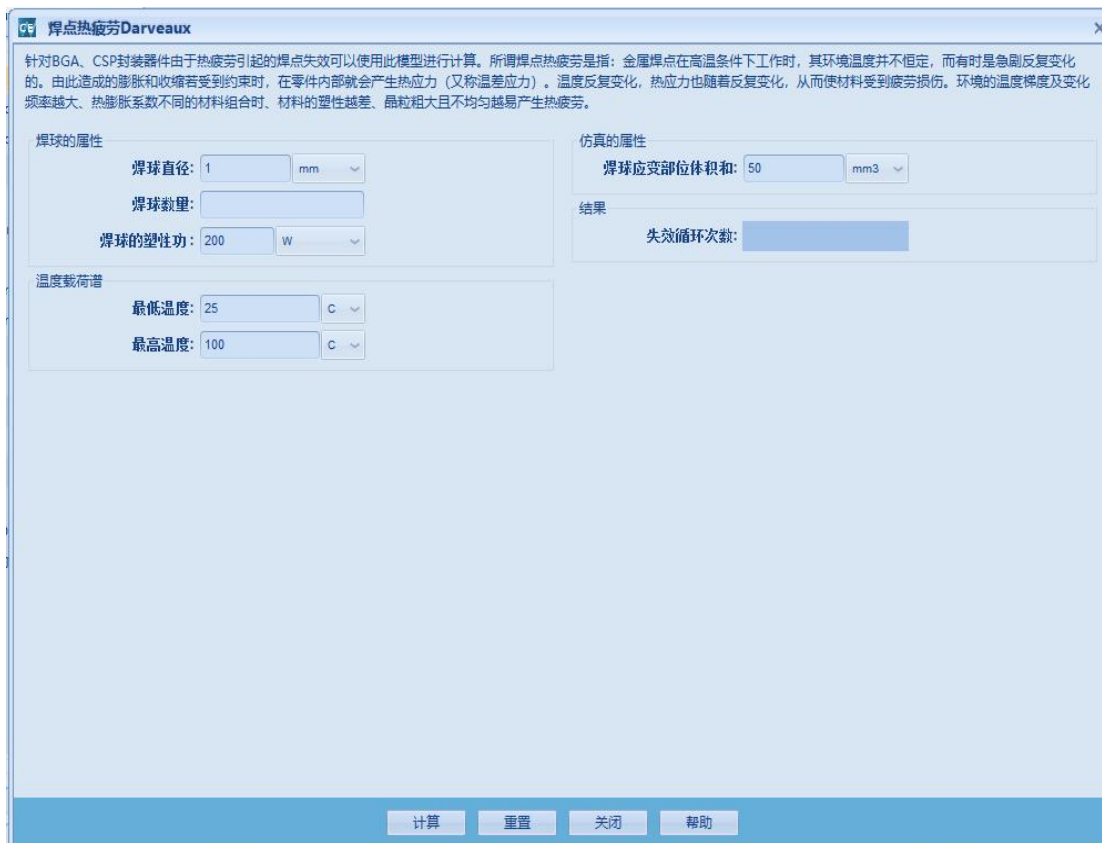 CE 焊点热疲劳Darveaux
针对BGA、CSP封装器件由于热疲劳引起的焊点失效可以使用此模型进行计算。所谓焊点热疲劳是指：金属焊点在高温条件下工作时，其环境温度并不恒定，而有时是急剧反复变化
的。由此造成的膨胀和收缩若受到约束时，在零件内部就会产生热应力（又称温差应力）。温度反复变化，热应力也随着反复变化，从而使材料受到疲劳损伤。环境的温度梯度及变化
频率越大、热膨胀系数不同的材料组合时、材料的塑性越差、晶粒粗大且不均匀越易产生热疲劳。
焊球的属性
焊球直径: 1 mm
焊球数量:
焊球的塑性功: 200 W
温度载荷谱
最低温度: 25 C
最高温度: 100 C
仿真的属性
焊球应变部位体积和: 50 mm3
结果
失效循环次数:
计算 重置 关闭 帮助